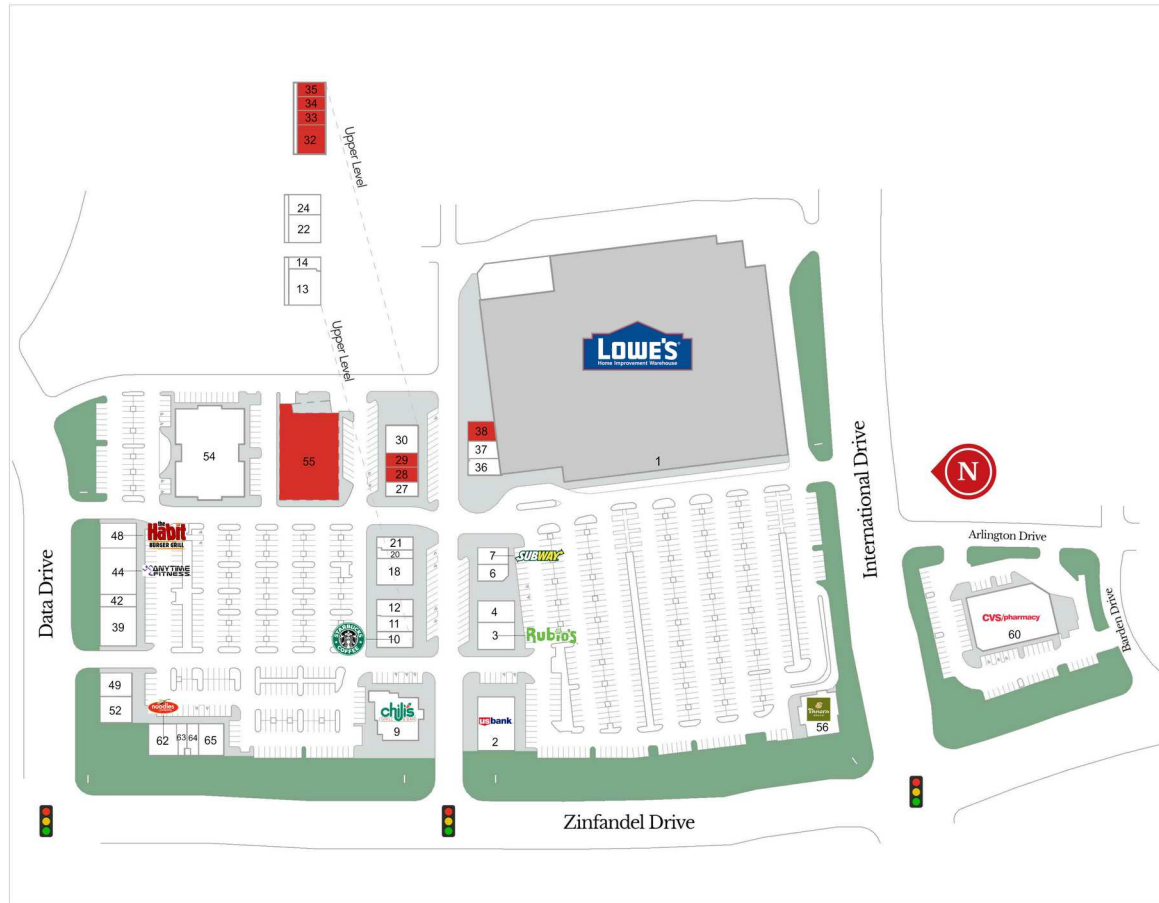 35
34
33
32
Upper Level
24
22
14
13
Upper Level
LOWE'S
Home Improvement Warehouse
30
29
28
27
38
37
36
1
54
55
International Drive
N
Arlington Drive
Barden Drive
CVS/pharmacy
60
48
the Habit
BURGER GRILL
44
ANYTIME
FITNESS
42
39
Data Drive
21
20
18
12
11
10
STARBUCKS
COFFEE
7
SUBWAY
6
4
3
Rubio's
49
52
noodles
62
63
64
65
chili's
9
usbank
2
Panera
56
Zinfandel Drive